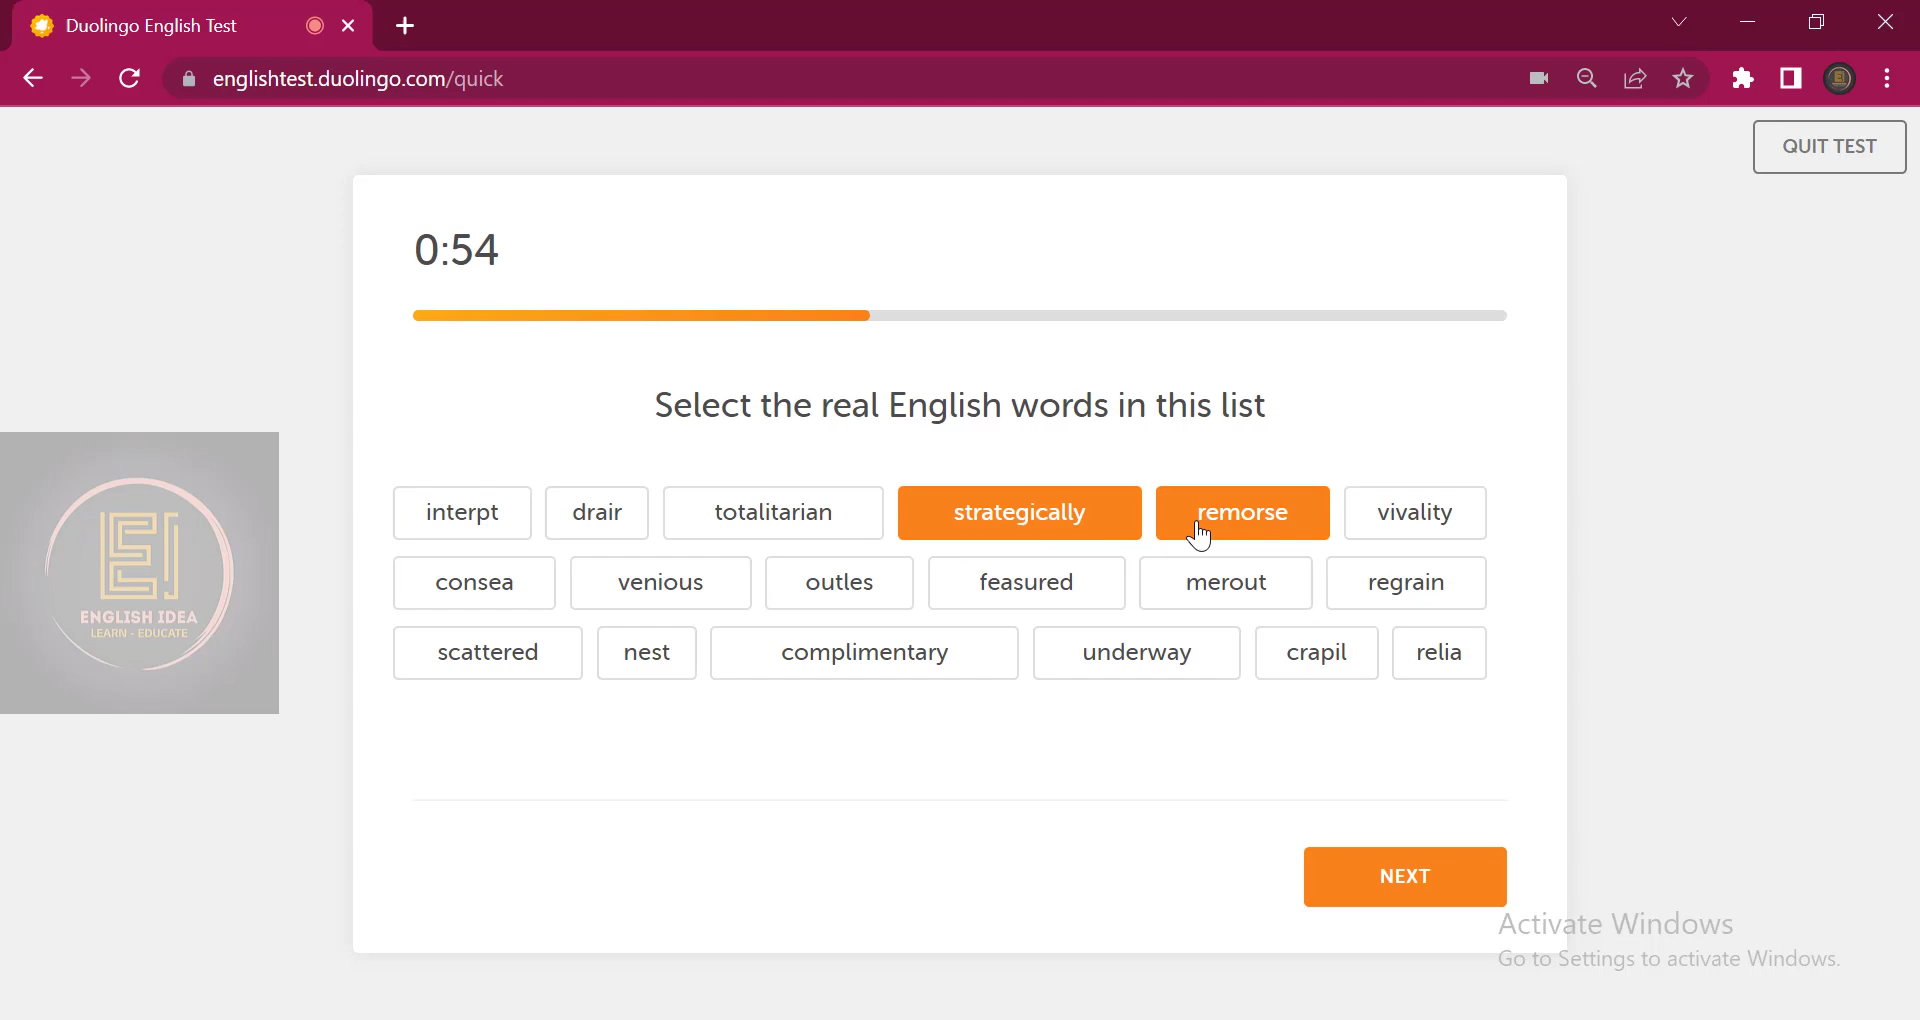 Duolingo English Test
englishtest.duolingo.com/quick
QUIT TEST
0:54
Select the real English words in this list
interpt drair totalitarian strategically remorse vivality
consea venious outles feasured merout regrain
scattered nest complimentary underway crapil relia
EI
ENGLISH IDEA
LEARN - EDUCATE
NEXT
Activate Windows
Go to Settings to activate Windows.